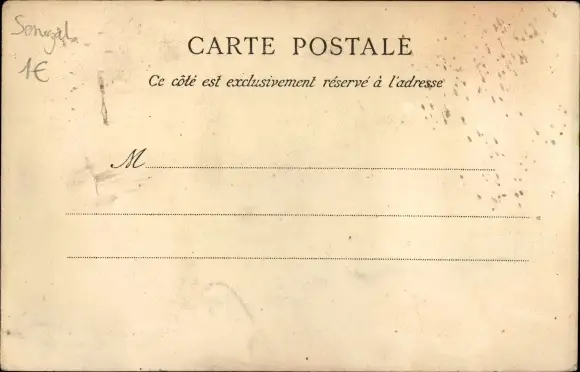 Senegal
1€
CARTE POSTALE
Ce côté est exclusivement réservé à l'adresse
M